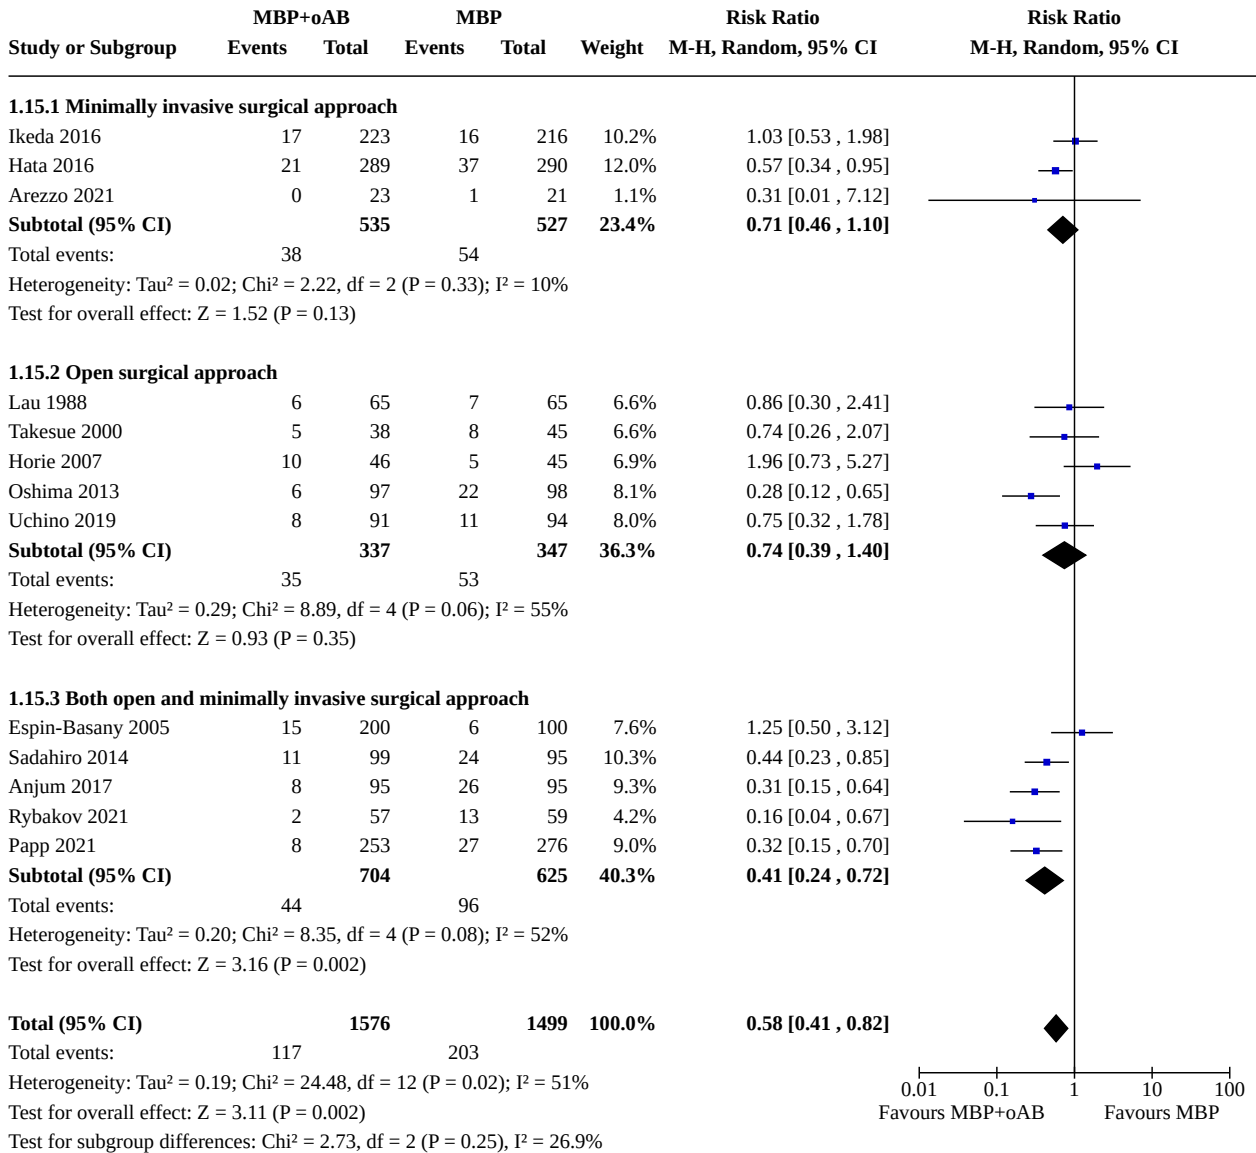 MBP+oAB MBP Risk Ratio Risk Ratio
Study or Subgroup Events Total Events Total Weight M-H, Random, 95% CI M-H, Random, 95% CI
1.15.1 Minimally invasive surgical approach
Ikeda 2016 17 223 16 216 10.2% 1.03 [0.53 , 1.98]
Hata 2016 21 289 37 290 12.0% 0.57 [0.34 , 0.95]
Arezzo 2021 0 23 1 21 1.1% 0.31 [0.01 , 7.12]
Subtotal (95% CI) 535 527 23.4% 0.71 [0.46 , 1.10]
Total events: 38 54
Heterogeneity: Tau² = 0.02; Chi² = 2.22, df = 2 (P = 0.33); I² = 10%
Test for overall effect: Z = 1.52 (P = 0.13)
1.15.2 Open surgical approach
Lau 1988 6 65 7 65 6.6% 0.86 [0.30 , 2.41]
Takesue 2000 5 38 8 45 6.6% 0.74 [0.26 , 2.07]
Horie 2007 10 46 5 45 6.9% 1.96 [0.73 , 5.27]
Oshima 2013 6 97 22 98 8.1% 0.28 [0.12 , 0.65]
Uchino 2019 8 91 11 94 8.0% 0.75 [0.32 , 1.78]
Subtotal (95% CI) 337 347 36.3% 0.74 [0.39 , 1.40]
Total events: 35 53
Heterogeneity: Tau² = 0.29; Chi² = 8.89, df = 4 (P = 0.06); I² = 55%
Test for overall effect: Z = 0.93 (P = 0.35)
1.15.3 Both open and minimally invasive surgical approach
Espin-Basany 2005 15 200 6 100 7.6% 1.25 [0.50 , 3.12]
Sadahiro 2014 11 99 24 95 10.3% 0.44 [0.23 , 0.85]
Anjum 2017 8 95 26 95 9.3% 0.31 [0.15 , 0.64]
Rybakov 2021 2 57 13 59 4.2% 0.16 [0.04 , 0.67]
Papp 2021 8 253 27 276 9.0% 0.32 [0.15 , 0.70]
Subtotal (95% CI) 704 625 40.3% 0.41 [0.24 , 0.72]
Total events: 44 96
Heterogeneity: Tau² = 0.20; Chi² = 8.35, df = 4 (P = 0.08); I² = 52%
Test for overall effect: Z = 3.16 (P = 0.002)
Total (95% CI) 1576 1499 100.0% 0.58 [0.41 , 0.82]
Total events: 117 203
Heterogeneity: Tau² = 0.19; Chi² = 24.48, df = 12 (P = 0.02); I² = 51%
0.01 0.1 1 10 100
Test for overall effect: Z = 3.11 (P = 0.002)
Favours MBP+oAB Favours MBP
Test for subgroup differences: Chi² = 2.73, df = 2 (P = 0.25), I² = 26.9%